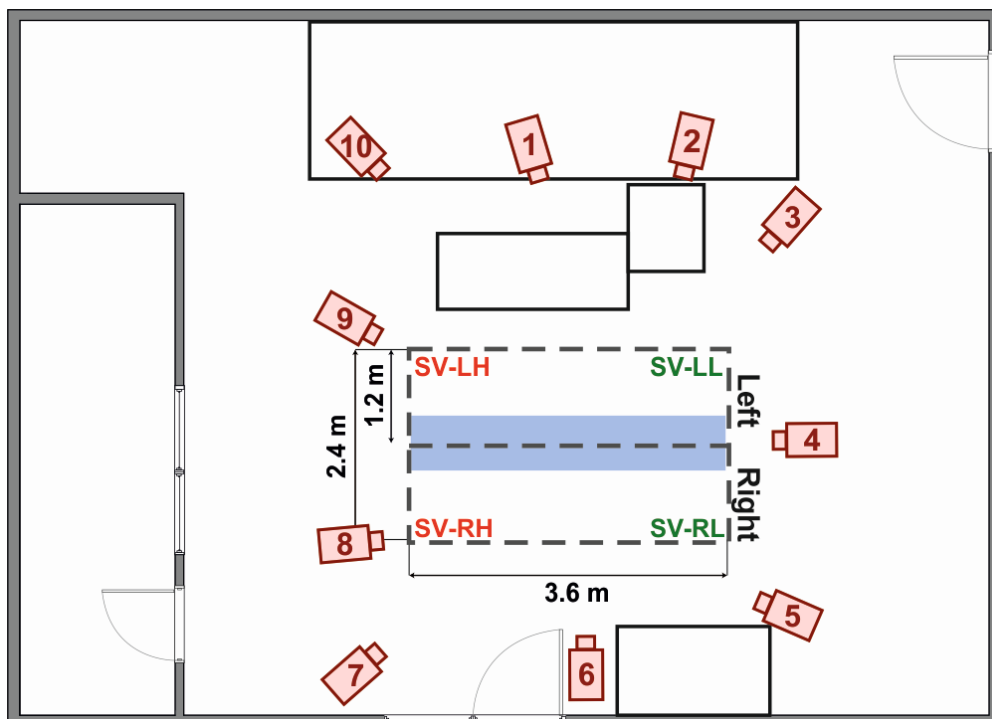 10
1
2
3
9
SV-LH
SV-LL
Left
1.2 m
2.4 m
4
Right
SV-RH
SV-RL
8
3.6 m
5
7
6